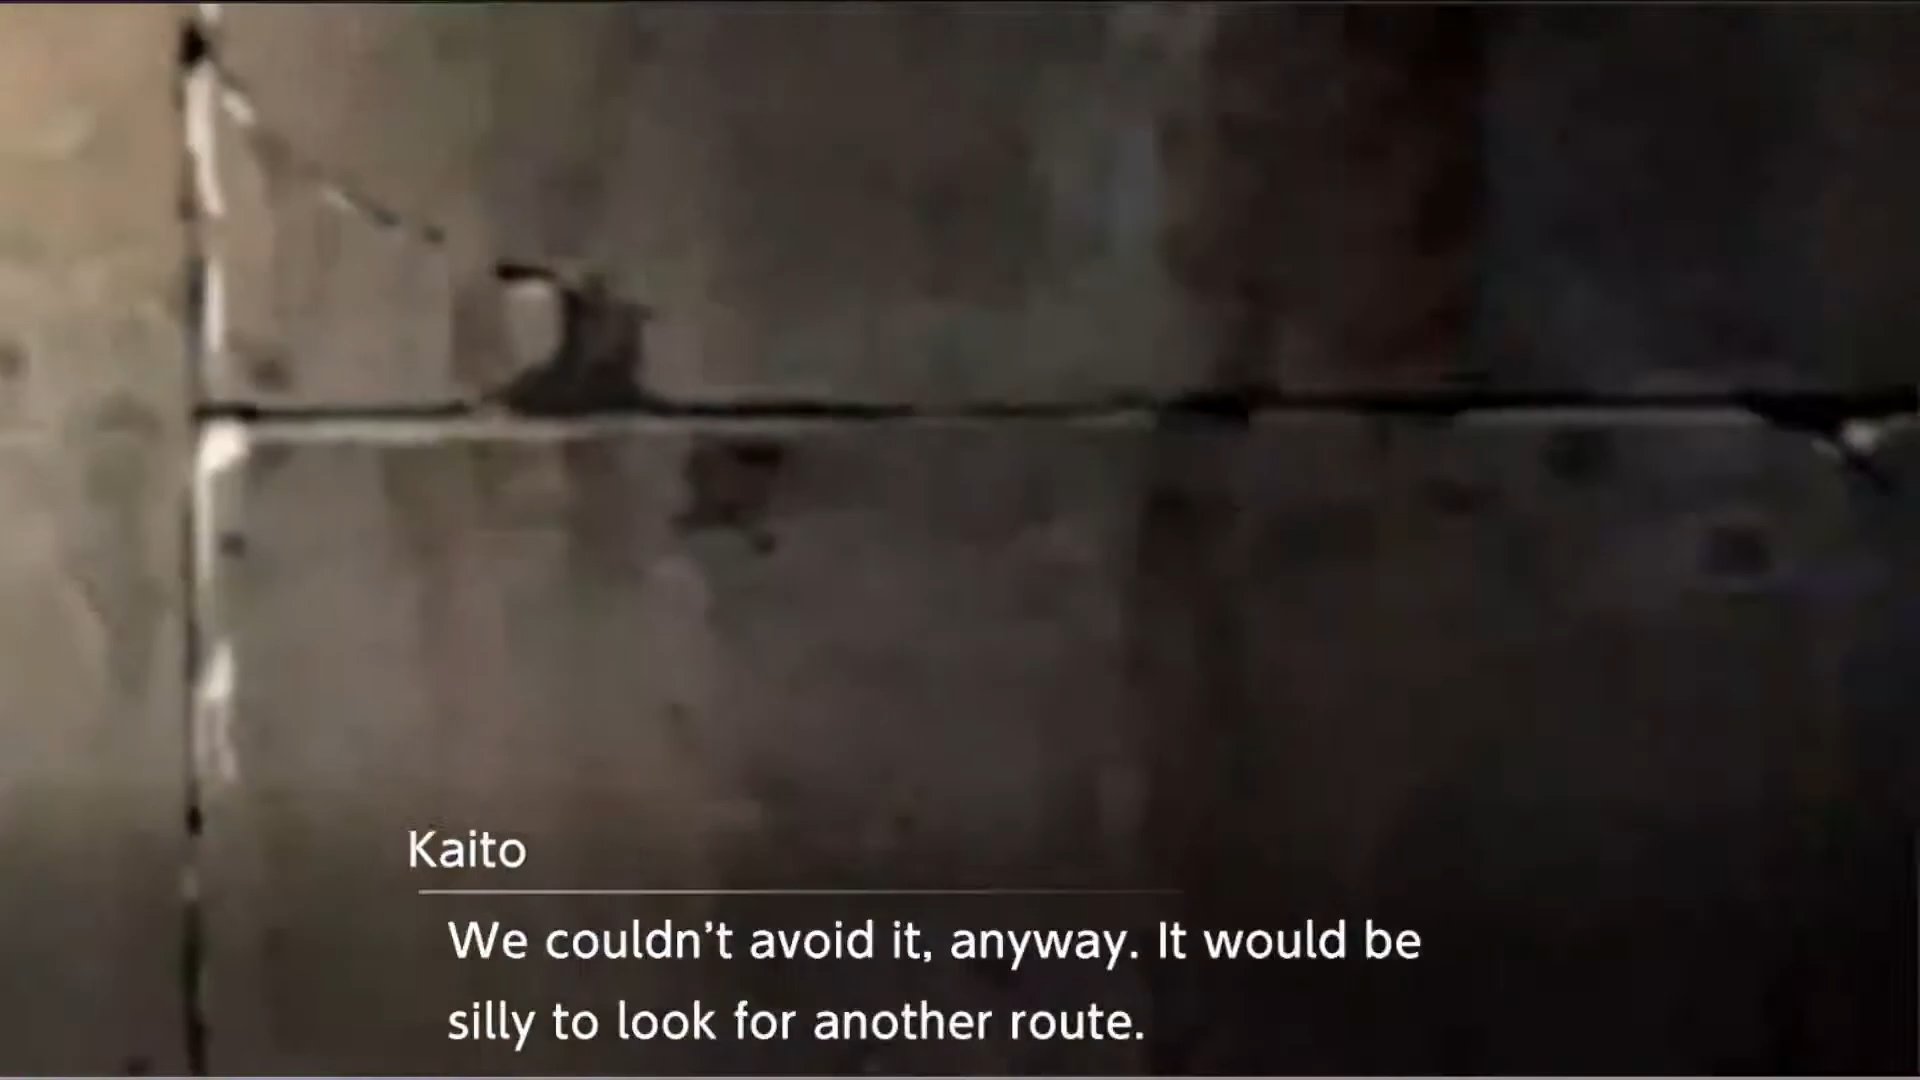 Kaito
We couldn’t avoid it, anyway. It would be
silly to look for another route.